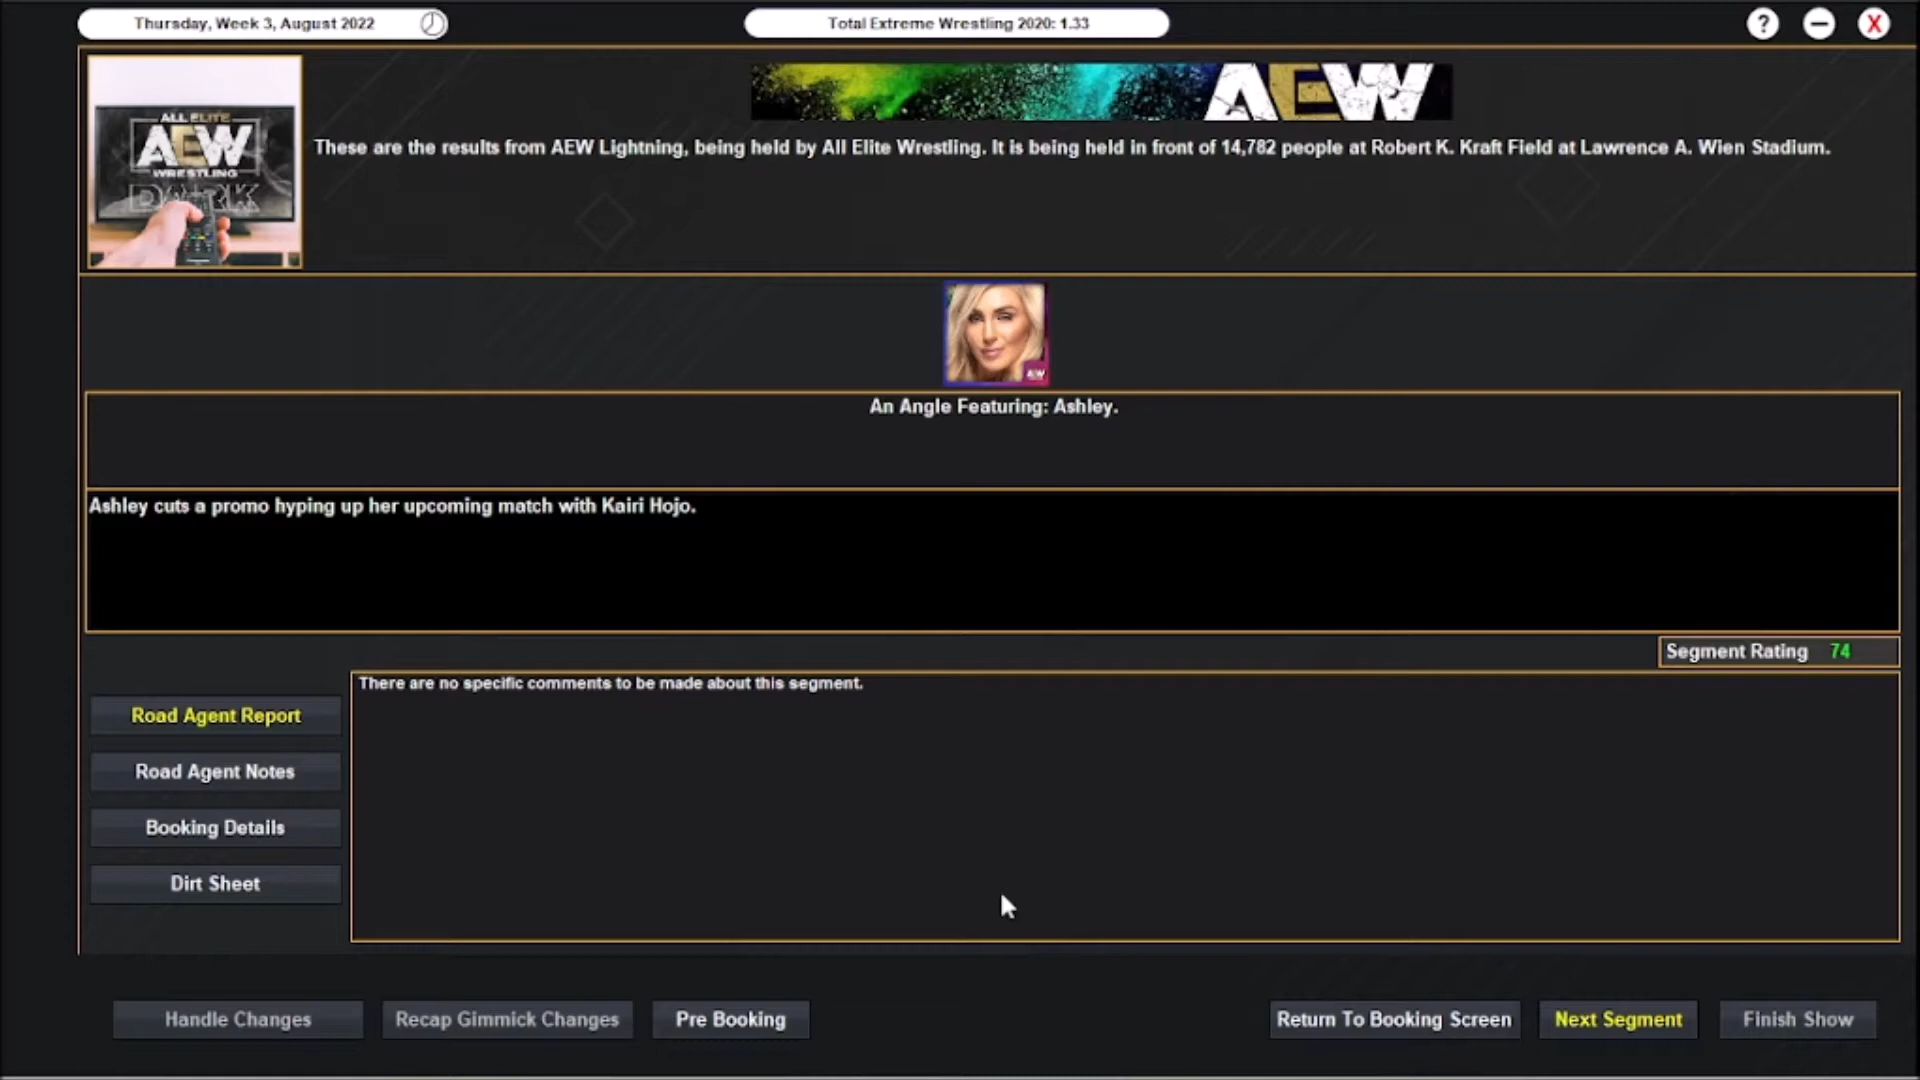 Thursday, Week 3, August 2022
Total Extreme Wrestling 2020: 1.33
?
X
AEW
ALL ELITE
AEW
WRESTLING
DARK
These are the results from AEW Lightning, being held by All Elite Wrestling. It is being held in front of 14,782 people at Robert K. Kraft Field at Lawrence A. Wien Stadium.
AEW
An Angle Featuring: Ashley.
Ashley cuts a promo hyping up her upcoming match with Kairi Hojo.
Segment Rating 74
There are no specific comments to be made about this segment.
Road Agent Report
Road Agent Notes
Booking Details
Dirt Sheet
Handle Changes
Recap Gimmick Changes
Pre Booking
Return To Booking Screen
Next Segment
Finish Show